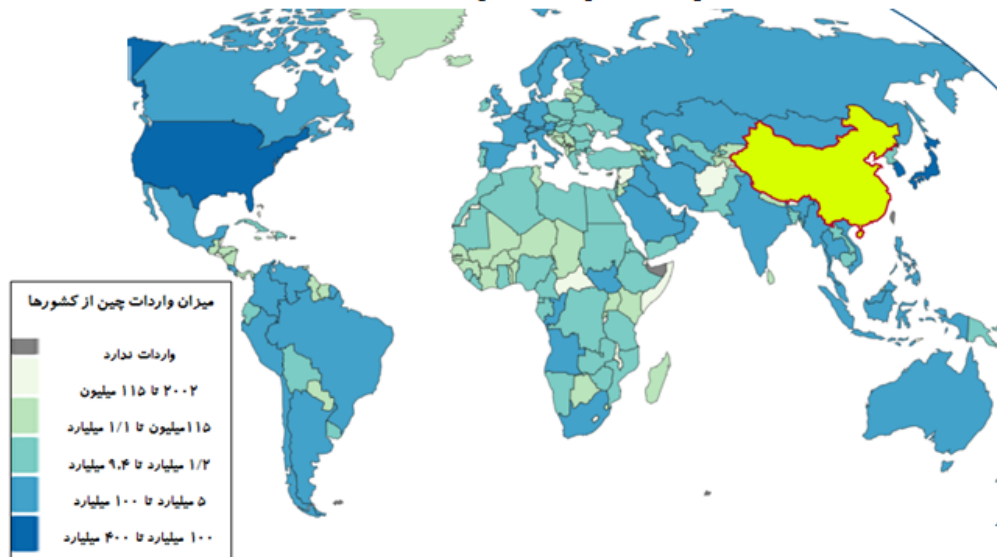 میزان واردات چین از کشورها
واردات ندارد
۲۰۰۲ تا ۱۱۵ میلیون
۱۱۵میلیون تا ۱/۱ میلیارد
۱/۲ میلیارد تا ۹.۴ میلیارد
۵ میلیارد تا ۱۰۰ میلیارد
۱۰۰ میلیارد تا ۴۰۰ میلیارد